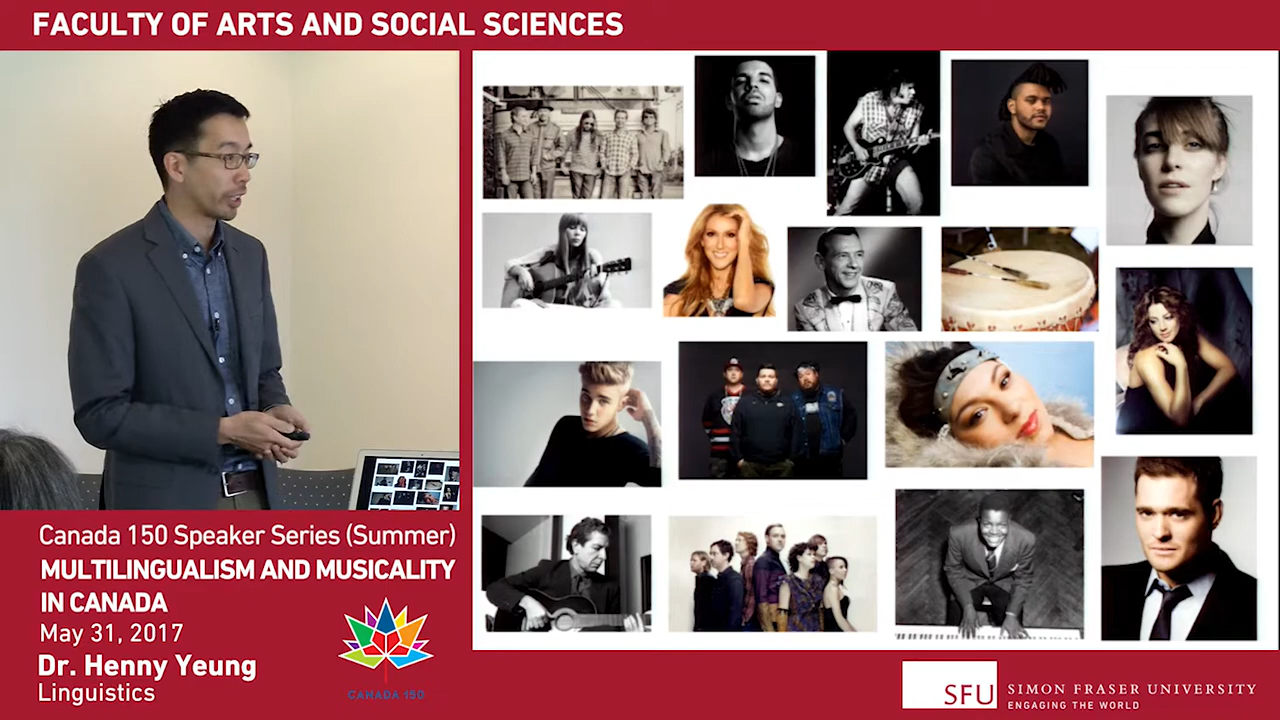 FACULTY OF ARTS AND SOCIAL SCIENCES
Canada 150 Speaker Series (Summer)
MULTILINGUALISM AND MUSICALITY
IN CANADA
May 31, 2017
Dr. Henny Yeung
Linguistics
CANADA 150
SFU
SIMON FRASER UNIVERSITY
ENGAGING THE WORLD